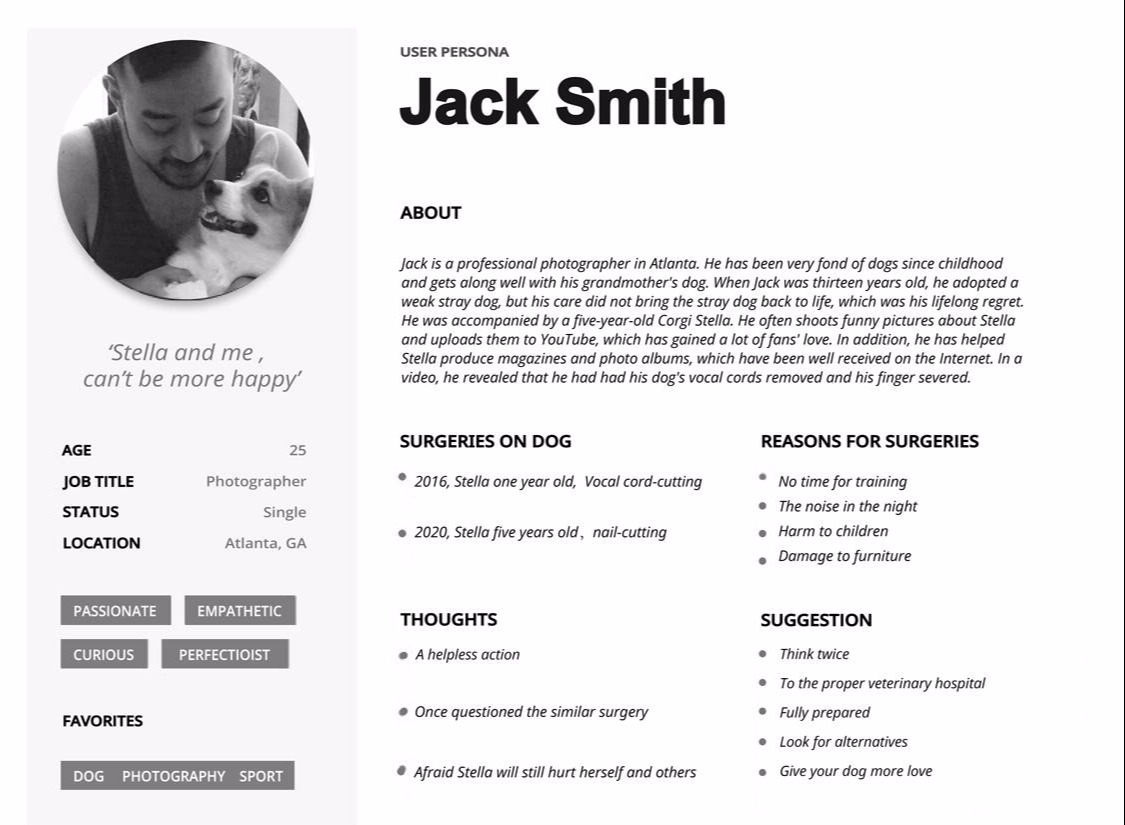 USER PERSONA
Jack Smith
ABOUT
Jack is a professional photographer in Atlanta. He has been very fond of dogs since childhood
and gets along well with his grandmother's dog. When Jack was thirteen years old, he adopted a
weak stray dog, but his care did not bring the stray dog back to life, which was his lifelong regret.
He was accompanied by a five-year-old Corgi Stella. He often shoots funny pictures about Stella
and uploads them to YouTube, which has gained a lot of fans' love. In addition, he has helped
Stella produce magazines and photo albums, which have been well received on the Internet. In a
video, he revealed that he had had his dog's vocal cords removed and his finger severed.
‘Stella and me ,
can’t be more happy’
AGE 25
JOB TITLE Photographer
STATUS Single
LOCATION Atlanta, GA
PASSIONATE EMPATHETIC
CURIOUS PERFECTIOIST
FAVORITES
DOG PHOTOGRAPHY SPORT
SURGERIES ON DOG
2016, Stella one year old, Vocal cord-cutting
2020, Stella five years old , nail-cutting
REASONS FOR SURGERIES
No time for training
The noise in the night
Harm to children
Damage to furniture
THOUGHTS
A helpless action
Once questioned the similar surgery
Afraid Stella will still hurt herself and others
SUGGESTION
Think twice
To the proper veterinary hospital
Fully prepared
Look for alternatives
Give your dog more love